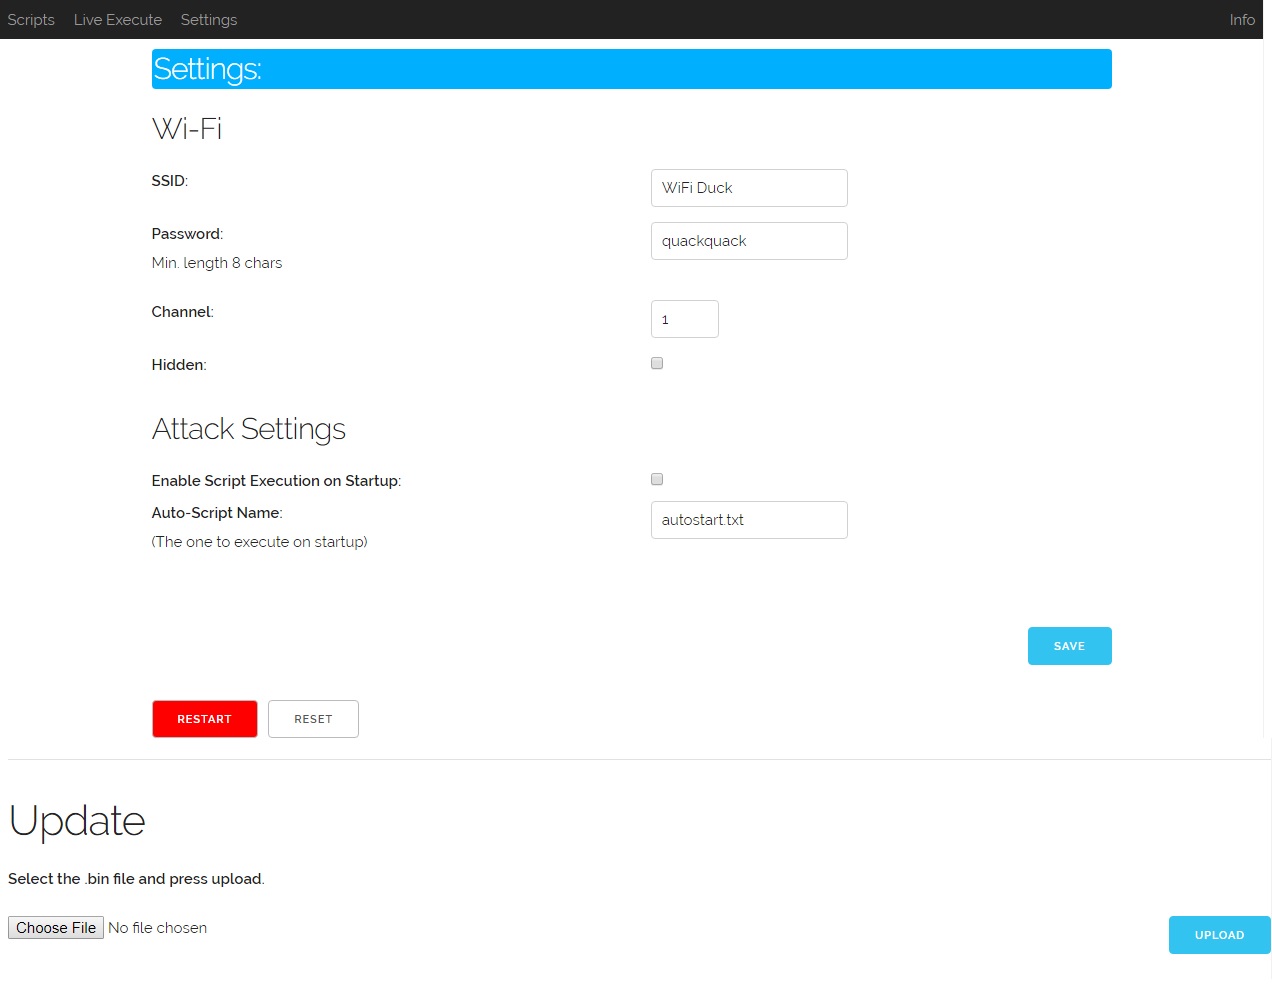 Scripts Live Execute Settings Info
Settings:
Wi-Fi
SSID: WiFi Duck
Password: quackquack
Min. length 8 chars
Channel: 1
Hidden:
Attack Settings
Enable Script Execution on Startup:
Auto-Script Name: autostart.txt
(The one to execute on startup)
SAVE
RESTART RESET
Update
Select the .bin file and press upload.
Choose File No file chosen
UPLOAD